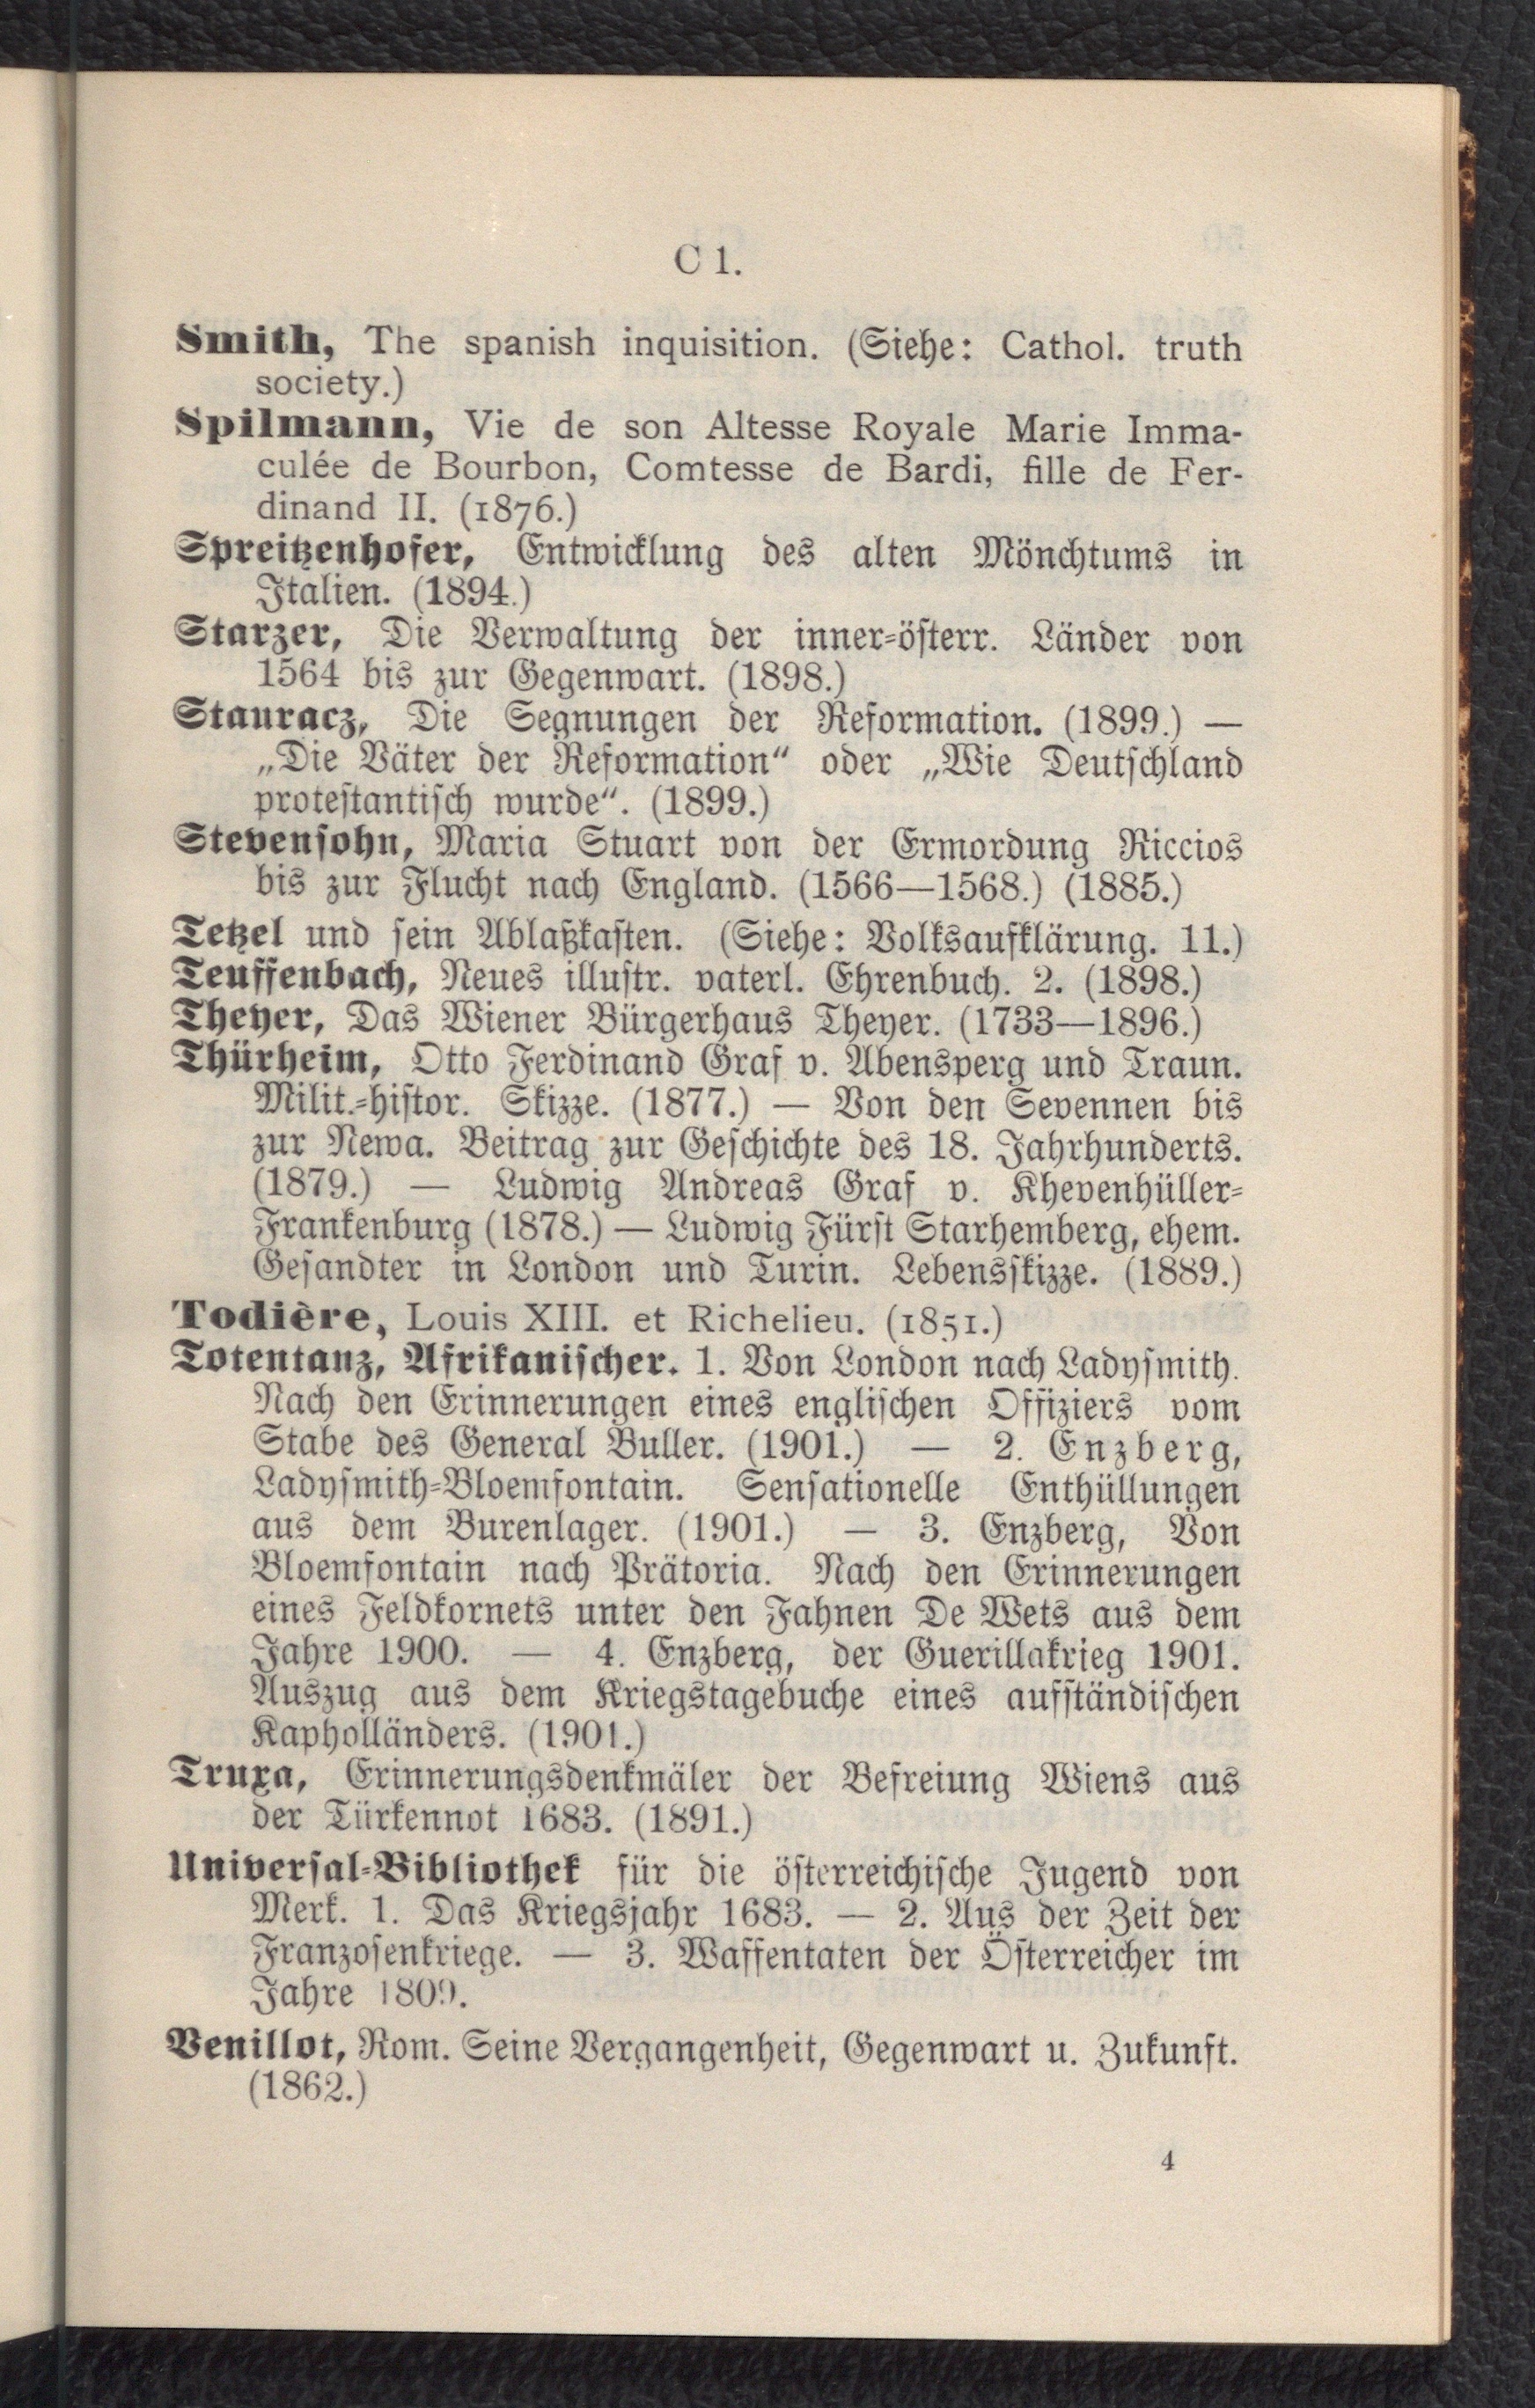 C 1.
Smith, The spanish inquisition. (Siehe: Cathol. truth
society.)
Spilmann, Vie de son Altesse Royale Marie Imma-
culée de Bourbon, Comtesse de Bardi, fille de Fer-
dinand II. (1876.)
Spreitzenhofer, Entwicklung des alten Mönchtums in
Italien. (1894.)
Starzer, Die Verwaltung der inner-österr. Länder von
1564 bis zur Gegenwart. (1898.)
Stauracz, Die Segnungen der Reformation. (1899.) —
„Die Väter der Reformation“ oder „Wie Deutschland
protestantisch wurde“. (1899.)
Stevensohn, Maria Stuart von der Ermordung Riccios
bis zur Flucht nach England. (1566—1568.) (1885.)
Tetzel und sein Ablaßkasten. (Siehe: Volksaufklärung. 11.)
Teuffenbach, Neues illustr. vaterl. Ehrenbuch. 2. (1898.)
Theyer, Das Wiener Bürgerhaus Theyer. (1733—1896.)
Thürheim, Otto Ferdinand Graf v. Abensperg und Traun.
Milit.-histor. Skizze. (1877.) — Von den Sevennen bis
zur Newa. Beitrag zur Geschichte des 18. Jahrhunderts.
(1879.) — Ludwig Andreas Graf v. Khevenhüller-
Frankenburg (1878.) — Ludwig Fürst Starhemberg, ehem.
Gesandter in London und Turin. Lebensskizze. (1889.)
Todière, Louis XIII. et Richelieu. (1851.)
Totentanz, Afrikanischer. 1. Von London nach Ladysmith.
Nach den Erinnerungen eines englischen Offiziers vom
Stabe des General Buller. (1901.) — 2. Enzberg,
Ladysmith-Bloemfontain. Sensationelle Enthüllungen
aus dem Burenlager. (1901.) — 3. Enzberg, Von
Bloemfontain nach Prätoria. Nach den Erinnerungen
eines Feldkornets unter den Fahnen De Wets aus dem
Jahre 1900. — 4. Enzberg, der Guerillakrieg 1901.
Auszug aus dem Kriegstagebuche eines aufständischen
Kapholländers. (1901.)
Truxa, Erinnerungsdenkmäler der Befreiung Wiens aus
der Türkennot 1683. (1891.)
Universal-Bibliothek für die österreichische Jugend von
Merk. 1. Das Kriegsjahr 1683. — 2. Aus der Zeit der
Franzosenkriege. — 3. Waffentaten der Österreicher im
Jahre 1809.
Venillot, Rom. Seine Vergangenheit, Gegenwart u. Zukunft.
(1862.)
4